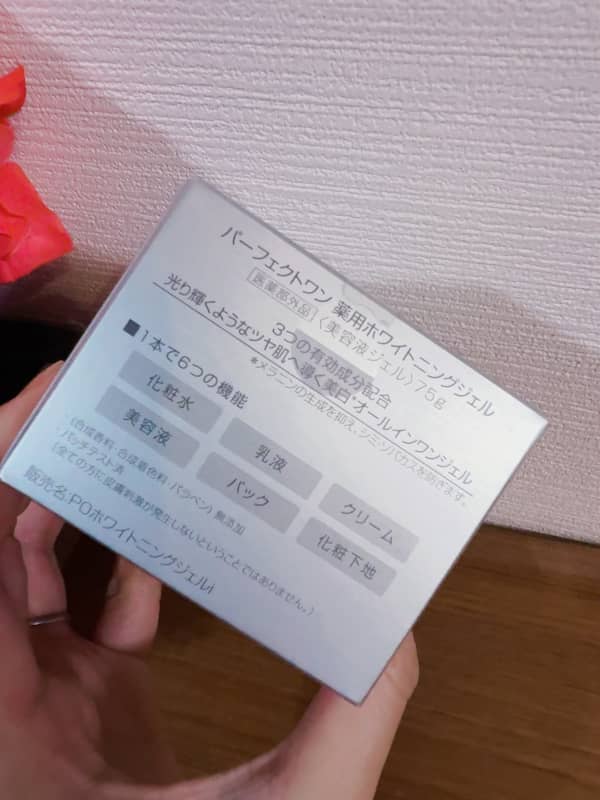 パーフェクトワン 薬用ホワイトニングジェル
医薬部外品 〈美容液ジェル〉75g
3つの有効成分配合
光り輝くようなツヤ肌へ導く美白*オールインワンジェル
*メラニンの生成を抑え、シミ・ソバカスを防ぎます。
■1本で6つの機能
化粧水 乳液 クリーム
美容液 パック 化粧下地
〈合成香料・合成着色料・パラベン〉無添加
パッチテスト済
(全ての方に皮膚刺激が発生しないということではありません。)
販売名:POホワイトニングジェルi